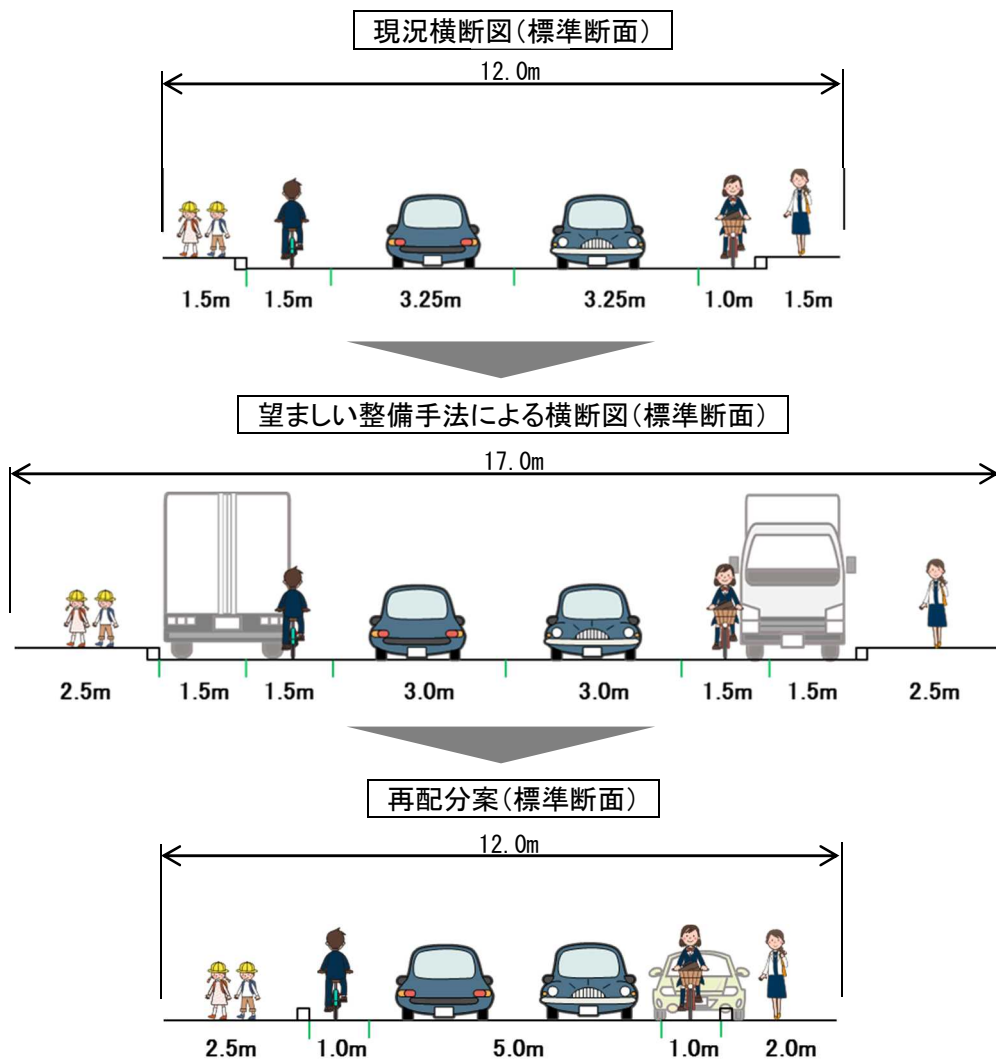 現況横断図(標準断面)
12.0m
1.5m 1.5m 3.25m 3.25m 1.0m 1.5m
望ましい整備手法による横断図(標準断面)
17.0m
2.5m 1.5m 1.5m 3.0m 3.0m 1.5m 1.5m 2.5m
再配分案(標準断面)
12.0m
2.5m 1.0m 5.0m 1.0m 2.0m